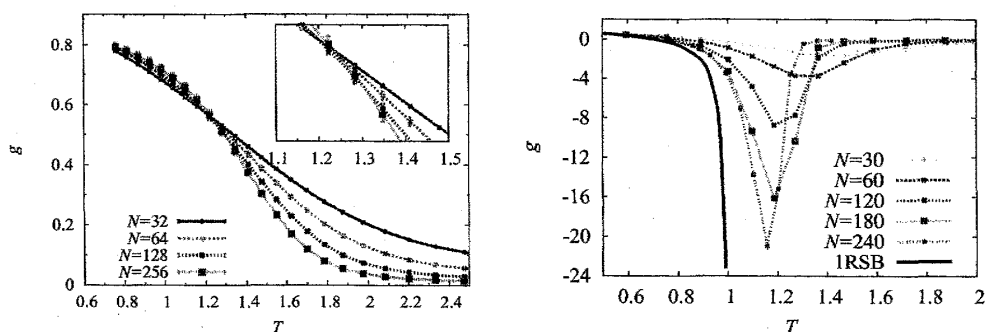 1
0.8
0.6
0.4
0.2
0
g
0.6 0.8 1 1.2 1.4 1.6 1.8 2 2.2 2.4
T
N=32
N=64
N=128
N=256
1.1 1.2 1.3 1.4 1.5
0
-4
-8
-12
-16
-20
-24
g
0.6 0.8 1 1.2 1.4 1.6 1.8 2
T
N=30
N=60
N=120
N=180
N=240
1RSB